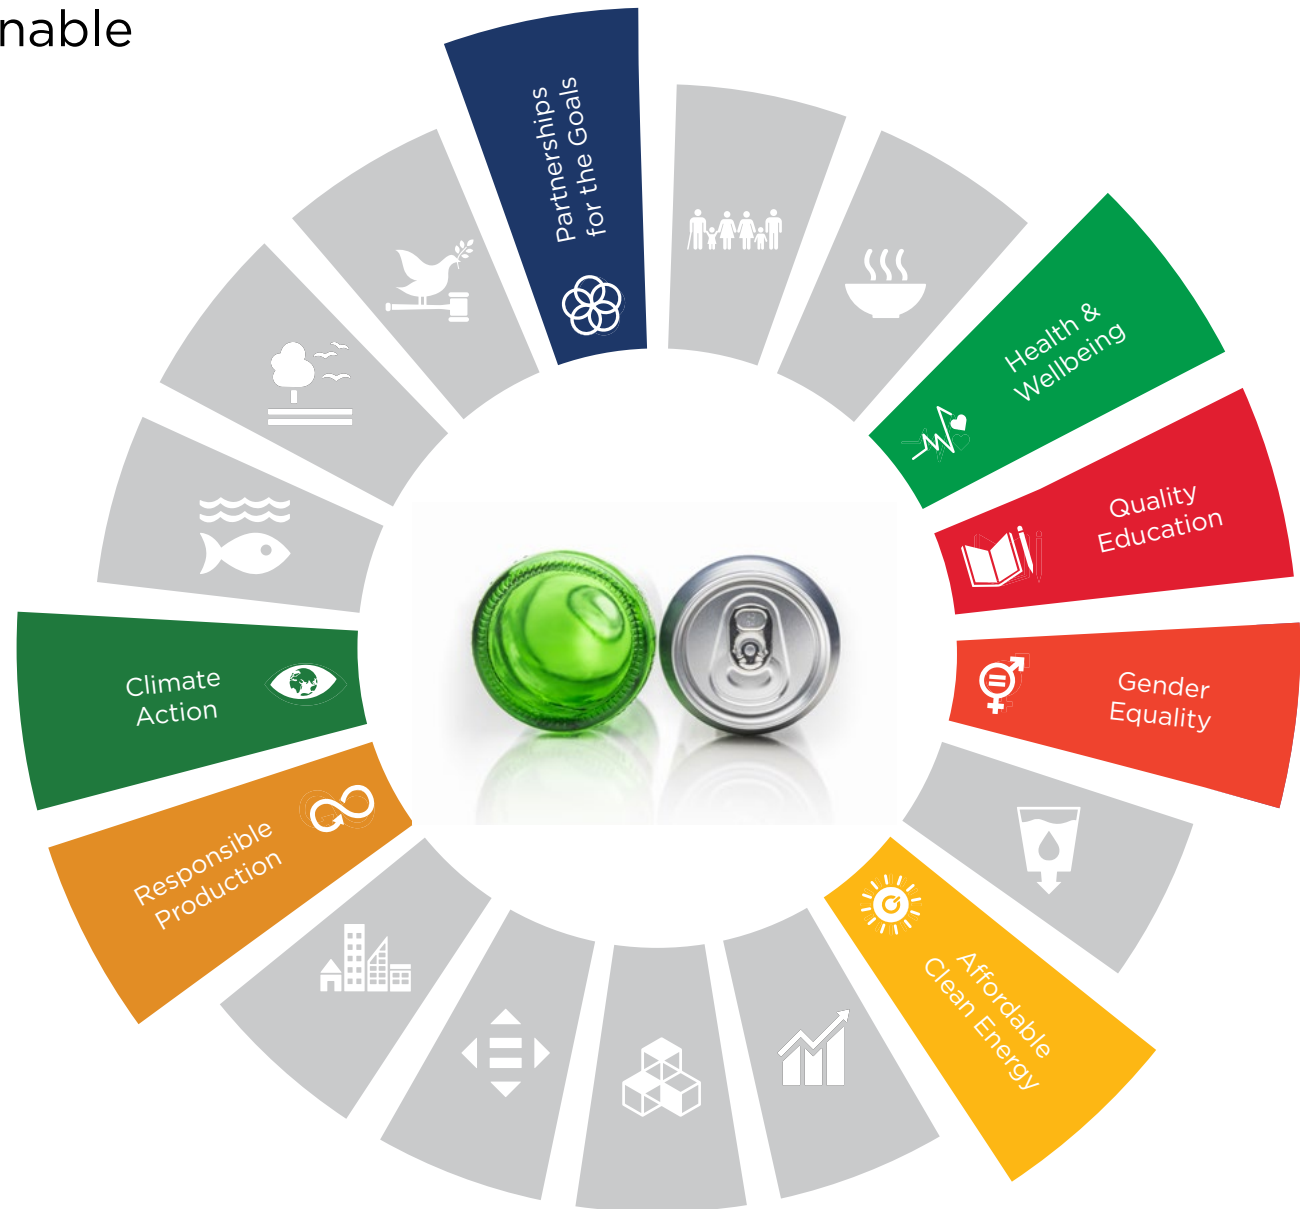 nable
Partnerships
for the Goals
Health &
Wellbeing
Quality
Education
Gender
Equality
Affordable
Clean Energy
Responsible
Production
Climate
Action